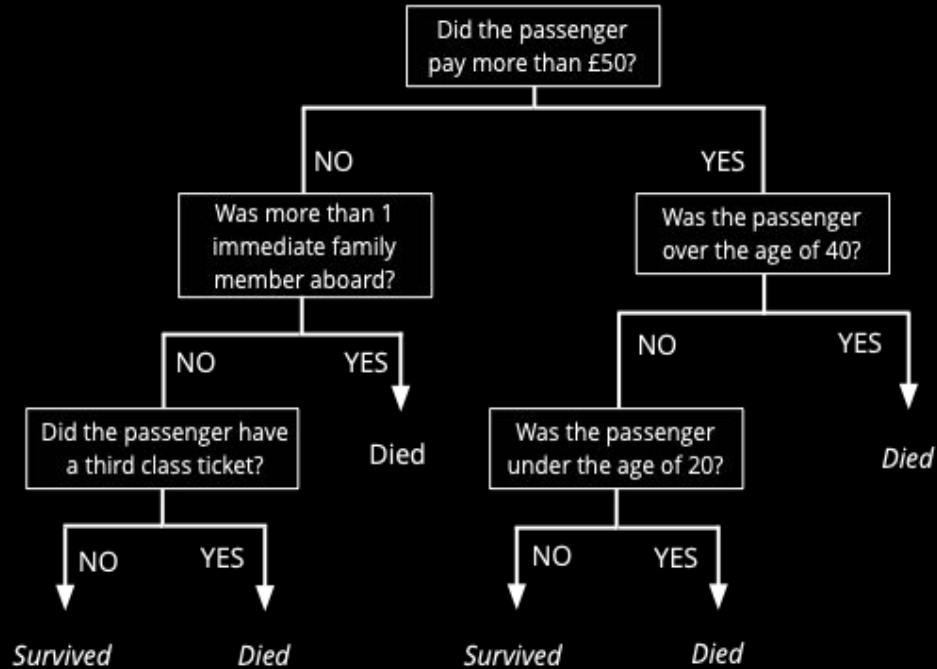 Did the passenger
pay more than £50?
NO
YES
Was more than 1
immediate family
member aboard?
Was the passenger
over the age of 40?
NO
YES
NO
YES
Did the passenger have
a third class ticket?
Died
Was the passenger
under the age of 20?
Died
NO
YES
NO
YES
Survived
Died
Survived
Died